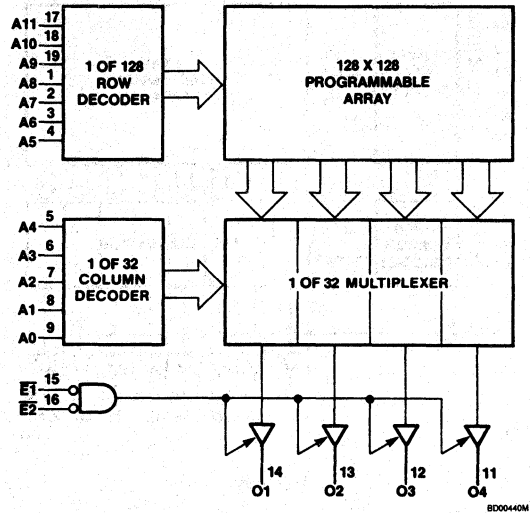 A11 17
A10 18
A9 19
A8 1
A7 2
A6 3
A5 4
1 OF 128
ROW
DECODER
128 X 128
PROGRAMMABLE
ARRAY
A4 5
A3 6
A2 7
A1 8
A0 9
1 OF 32
COLUMN
DECODER
1 OF 32 MULTIPLEXER
E1 15
E2 16
14
13
12
11
O1
O2
O3
O4
BD00440M